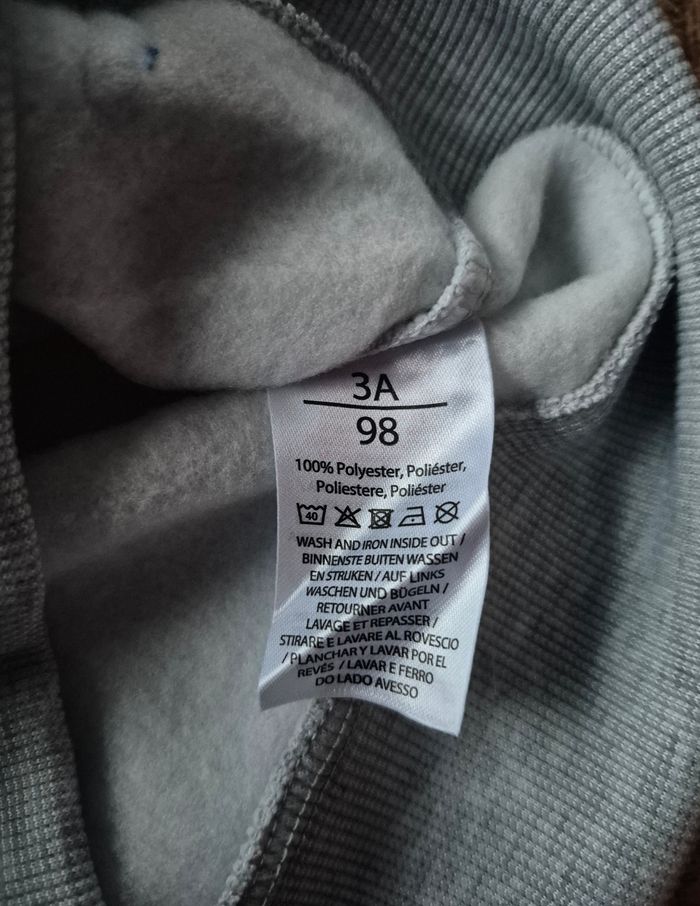 3A
98
100% Polyester, Poliéster,
Poliestere, Poliéster
40
WASH AND IRON INSIDE OUT /
BINNENSTE BUITEN WASSEN
EN STRIJKEN / AUF LINKS
WASCHEN UND BÜGELN /
RETOURNER AVANT
LAVAGE ET REPASSER /
STIRARE E LAVARE AL ROVESCIO
/ PLANCHAR Y LAVAR POR EL
REVÉS / LAVAR E FERRO
DO LADO AVESSO